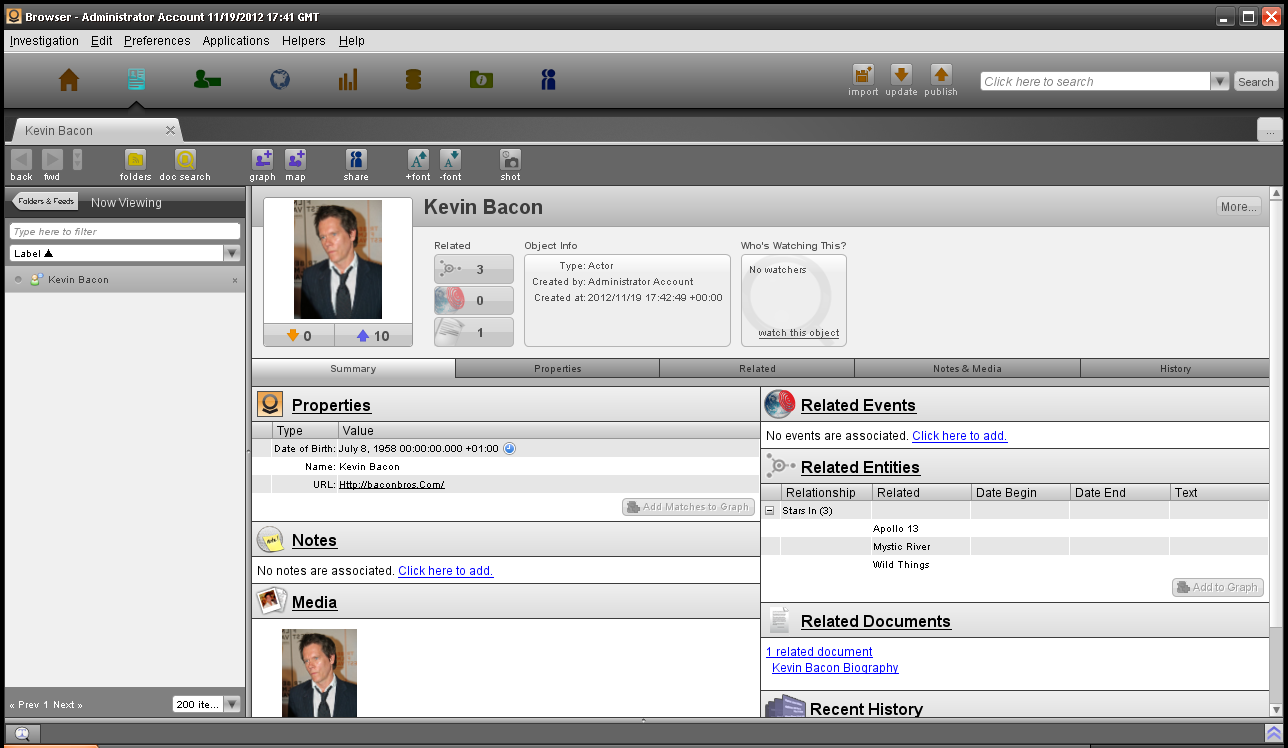 Browser - Administrator Account 11/19/2012 17:41 GMT
Investigation Edit Preferences Applications Helpers Help
import update publish Click here to search Search
Kevin Bacon ...
back fwd folders doc search graph map share +font -font shot
Folders & Feeds Now Viewing
Type here to filter
Label
Kevin Bacon
« Prev 1 Next » 200 ite...
Kevin Bacon More...
0 10
Related
3
0
1
Object Info
Type: Actor
Created by: Administrator Account
Created at: 2012/11/19 17:42:49 +00:00
Who's Watching This?
No watchers
watch this object
Summary Properties Related Notes & Media History
Properties
Type Value
Date of Birth: July 8, 1958 00:00:00.000 +01:00
Name: Kevin Bacon
URL: Http://baconbros.Com/
Add Matches to Graph
Notes
No notes are associated. Click here to add.
Media
Related Events
No events are associated. Click here to add.
Related Entities
Relationship Related Date Begin Date End Text
Stars In (3)
Apollo 13
Mystic River
Wild Things
Add to Graph
Related Documents
1 related document
Kevin Bacon Biography
Recent History